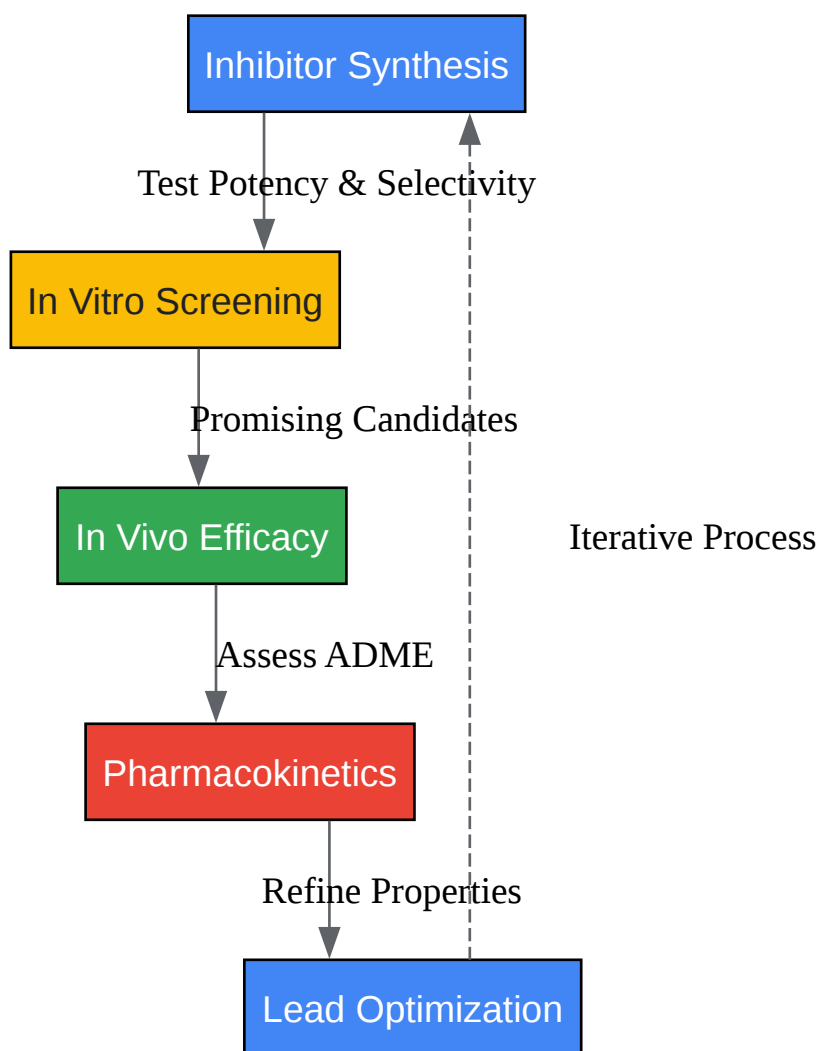 Inhibitor Synthesis
Test Potency & Selectivity
In Vitro Screening
Promising Candidates
In Vivo Efficacy
Iterative Process
Assess ADME
Pharmacokinetics
Refine Properties
Lead Optimization